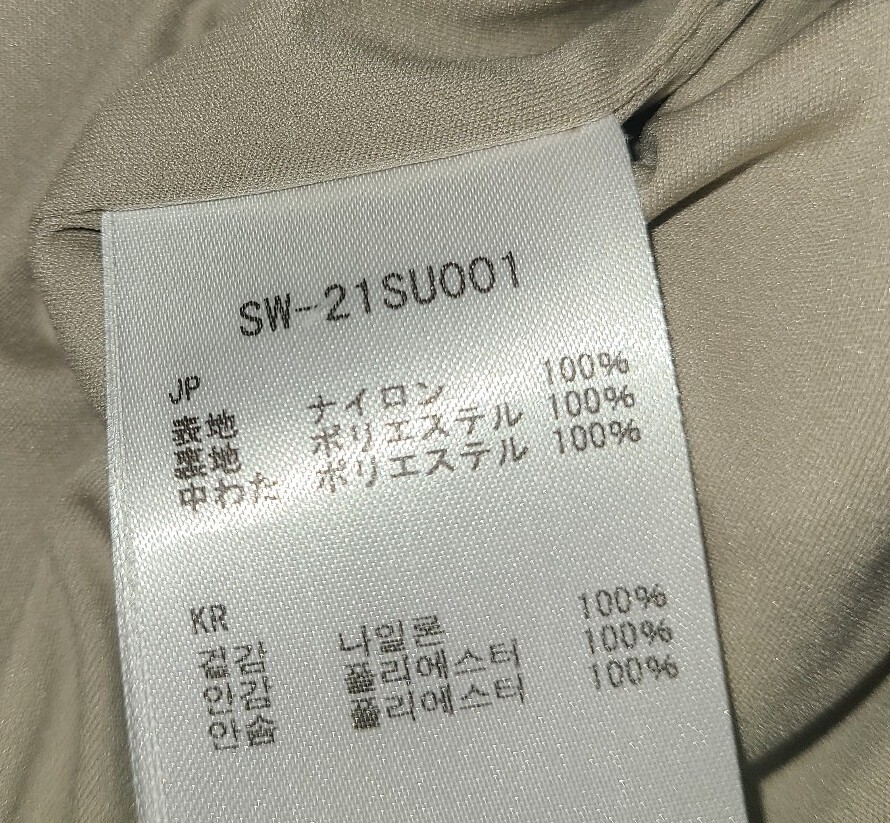 SW-21SU001
JP
表地 ナイロン 100%
裏地 ポリエステル 100%
中わた ポリエステル 100%
KR
겉감 나일론 100%
안감 폴리에스터 100%
안솜 폴리에스터 100%